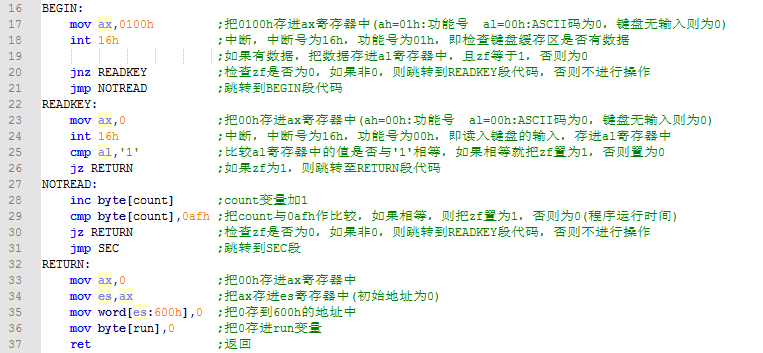 16 BEGIN:
17 mov ax,0100h ;把0100h存进ax寄存器中(ah=01h:功能号 al=00h:ASCII码为0，键盘无输入则为0)
18 int 16h ;中断，中断号为16h，功能号为01h，即检查键盘缓存区是否有数据
19 ;如果有数据，把数据存进al寄存器中，且zf等于1，否则为0
20 jnz READKEY ;检查zf是否为0，如果非0，则跳转到READKEY段代码，否则不进行操作
21 jmp NOTREAD ;跳转到BEGIN段代码
22 READKEY:
23 mov ax,0 ;把00h存进ax寄存器中(ah=00h:功能号 al=00h:ASCII码为0，键盘无输入则为0)
24 int 16h ;中断，中断号为16h，功能号为00h，即读入键盘的输入，存进al寄存器中
25 cmp al,'1' ;比较al寄存器中的值是否与'1'相等，如果相等就把zf置为1，否则置为0
26 jz RETURN ;如果zf为1，则跳转至RETURN段代码
27 NOTREAD:
28 inc byte[count] ;count变量加1
29 cmp byte[count],0afh ;把count与0afh作比较，如果相等，则把zf置为1，否则为0(程序运行时间)
30 jz RETURN ;检查zf是否为0，如果非0，则跳转到READKEY段代码，否则不进行操作
31 jmp SEC ;跳转到SEC段
32 RETURN:
33 mov ax,0 ;把00h存进ax寄存器中
34 mov es,ax ;把ax存进es寄存器中(初始地址为0)
35 mov word[es:600h],0 ;把0存到600h的地址中
36 mov byte[run],0 ;把0存进run变量
37 ret ;返回